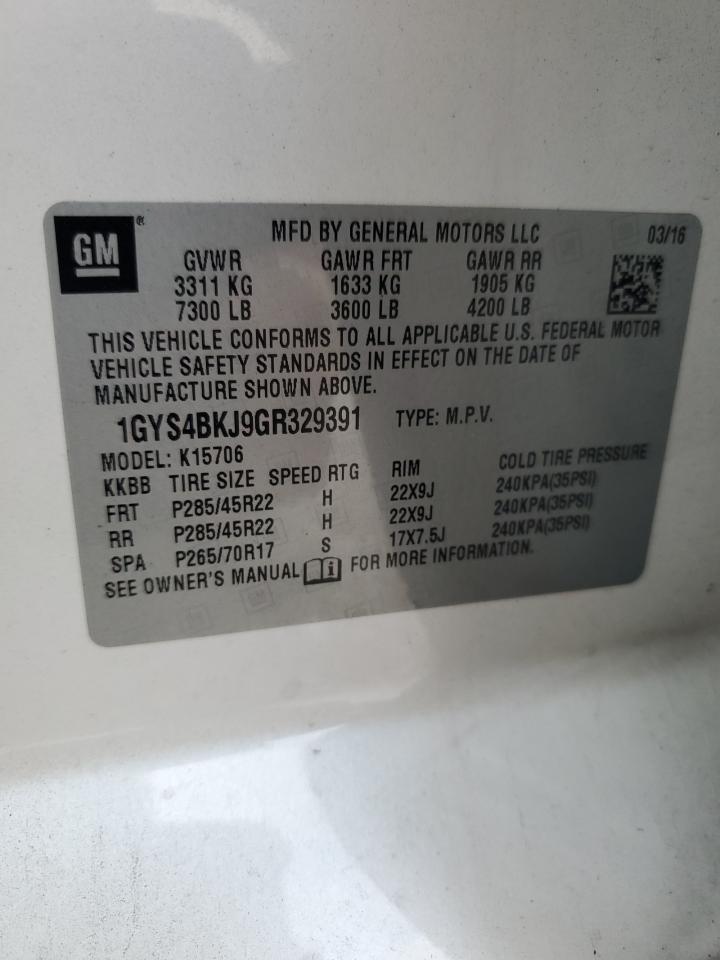 GM ®
MFD BY GENERAL MOTORS LLC 03/16
GVWR GAWR FRT GAWR RR
3311 KG 1633 KG 1905 KG
7300 LB 3600 LB 4200 LB
THIS VEHICLE CONFORMS TO ALL APPLICABLE U.S. FEDERAL MOTOR
VEHICLE SAFETY STANDARDS IN EFFECT ON THE DATE OF
MANUFACTURE SHOWN ABOVE.
1GYS4BKJ9GR329391 TYPE: M.P.V.
MODEL: K15706
KKBB TIRE SIZE SPEED RTG RIM COLD TIRE PRESSURE
FRT P285/45R22 H 22X9J 240KPA(35PSI)
RR P285/45R22 H 22X9J 240KPA(35PSI)
SPA P265/70R17 S 17X7.5J 240KPA(35PSI)
SEE OWNER'S MANUAL i FOR MORE INFORMATION.